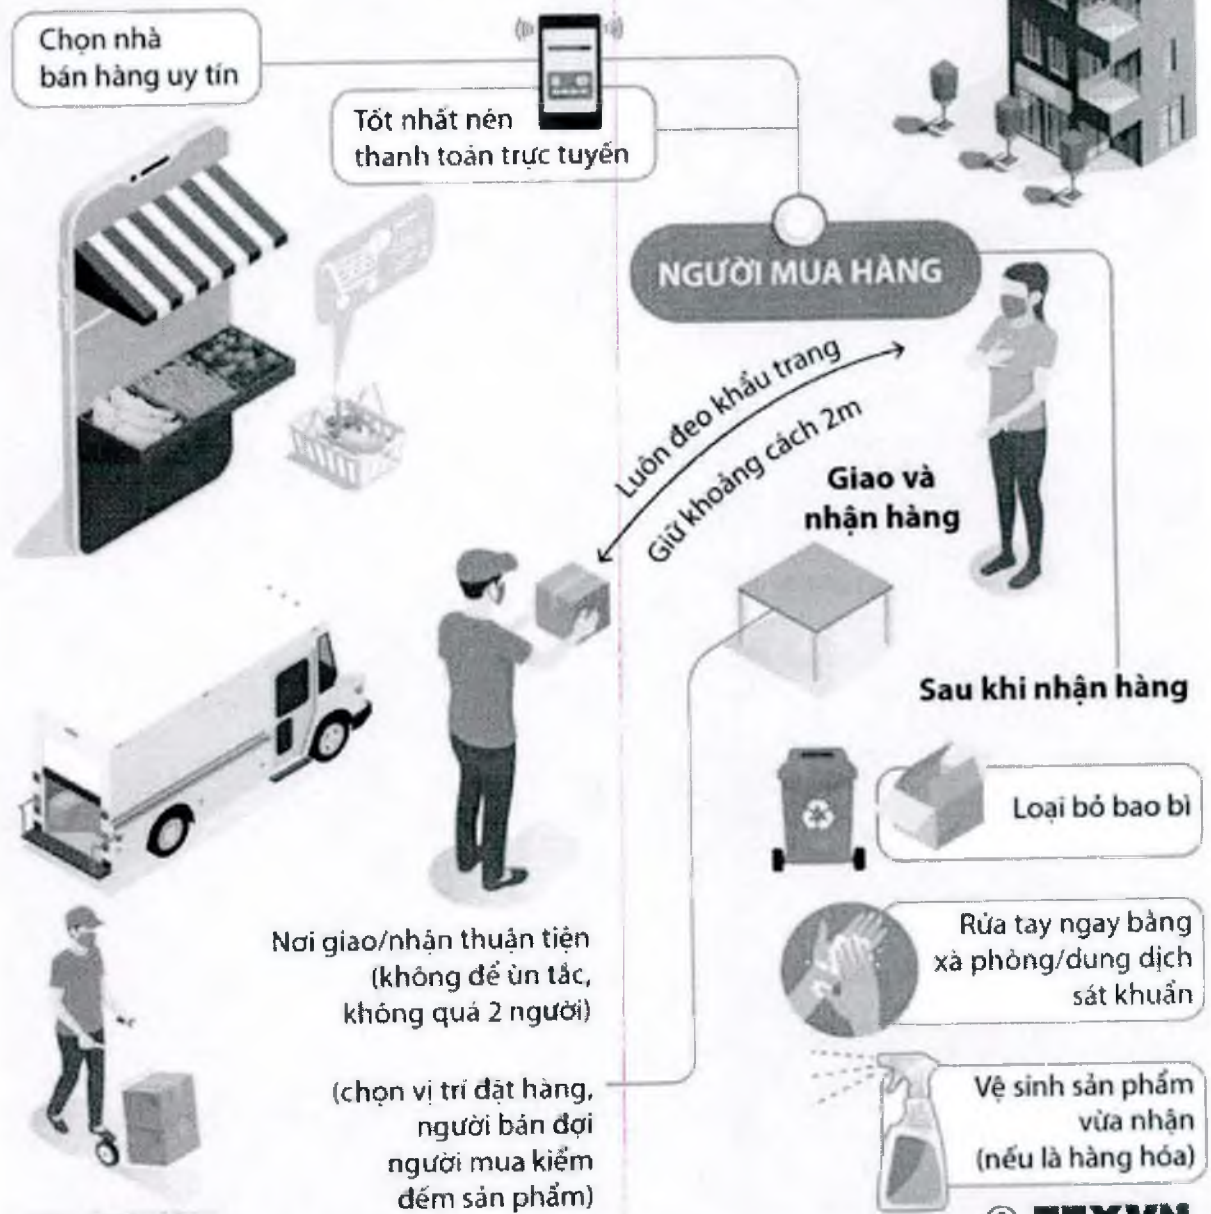 Chọn nhà
bán hàng uy tín
Tốt nhất nên
thanh toán trực tuyến
NGƯỜI MUA HÀNG
Luôn đeo khẩu trang
Giữ khoảng cách 2m
Giao và
nhận hàng
Sau khi nhận hàng
Loại bỏ bao bì
Nơi giao/nhận thuận tiện
(không để ùn tắc,
không quá 2 người)
Rửa tay ngay bằng
xà phòng/dung dịch
sát khuẩn
(chọn vị trí đặt hàng,
người bán đợi
người mua kiểm
đếm sản phẩm)
Vệ sinh sản phẩm
vừa nhận
(nếu là hàng hóa)